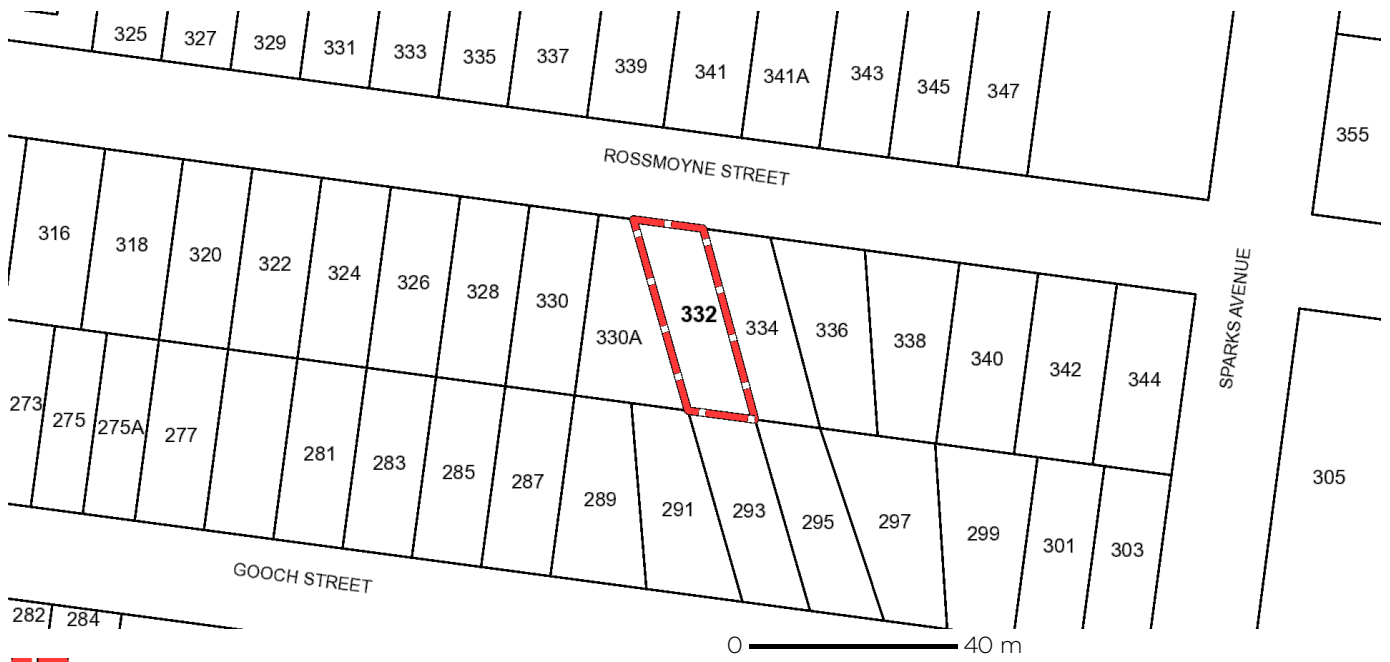 325 327 329 331 333 335 337 339 341 341A 343 345 347
355
ROSSMOYNE STREET
316 318 320 322 324 326 328 330 330A 332 334 336 338 340 342 344
SPARKS AVENUE
273 275 275A 277 281 283 285 287 289 291 293 295 297 299 301 303
305
GOOCH STREET
282 284
0 40 m